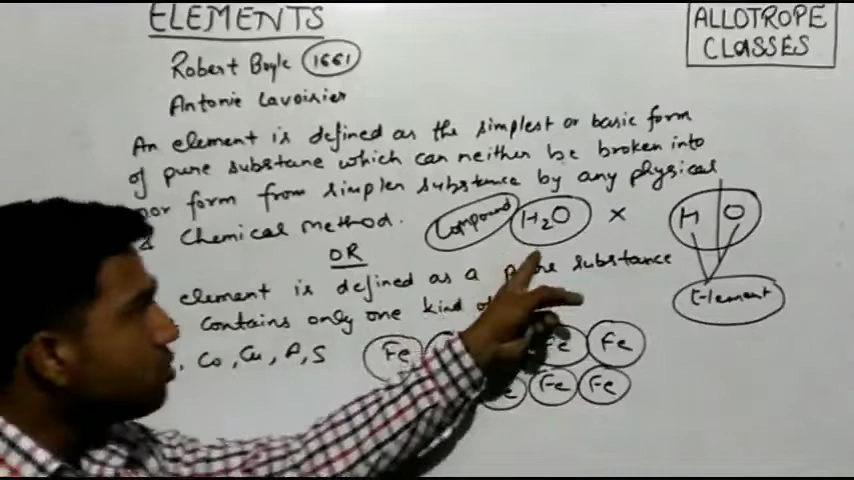 ELEMENTS
ALLOTROPE
CLASSES
Robert Boyle 1661
Antonie Lavoisier
An element is defined as the simplest or basic form
of pure substane which can neither be broken into
nor form from simpler substance by any physical
& Chemical Method.
Compound H2O × H O
OR
element is defined as a pure substance
Element
contains only one kind of
, Co, Cu, P, S
Fe Fe Fe
Fe Fe